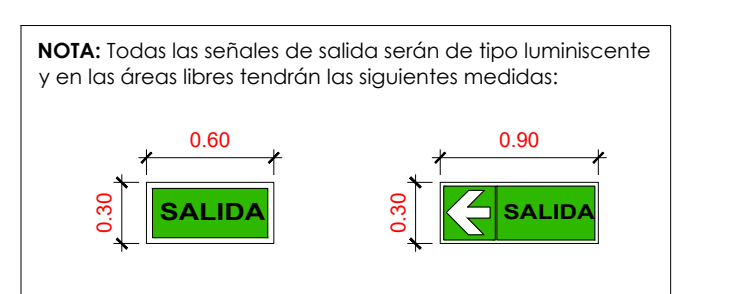 NOTA: Todas las señales de salida serán de tipo luminiscente
y en las áreas libres tendrán las siguientes medidas:
0.60
0.90
0.30
SALIDA
0.30
SALIDA